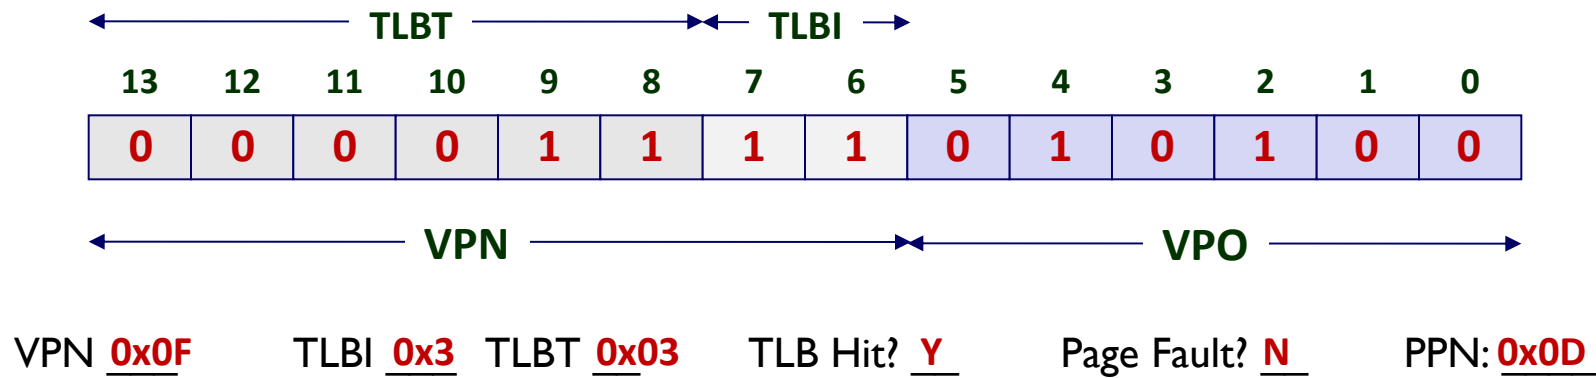 TLBT TLBI
13 12 11 10 9 8 7 6 5 4 3 2 1 0
0 0 0 0 1 1 1 1 0 1 0 1 0 0
VPN VPO
VPN 0x0F TLBI 0x3 TLBT 0x03 TLB Hit? Y Page Fault? N PPN: 0x0D